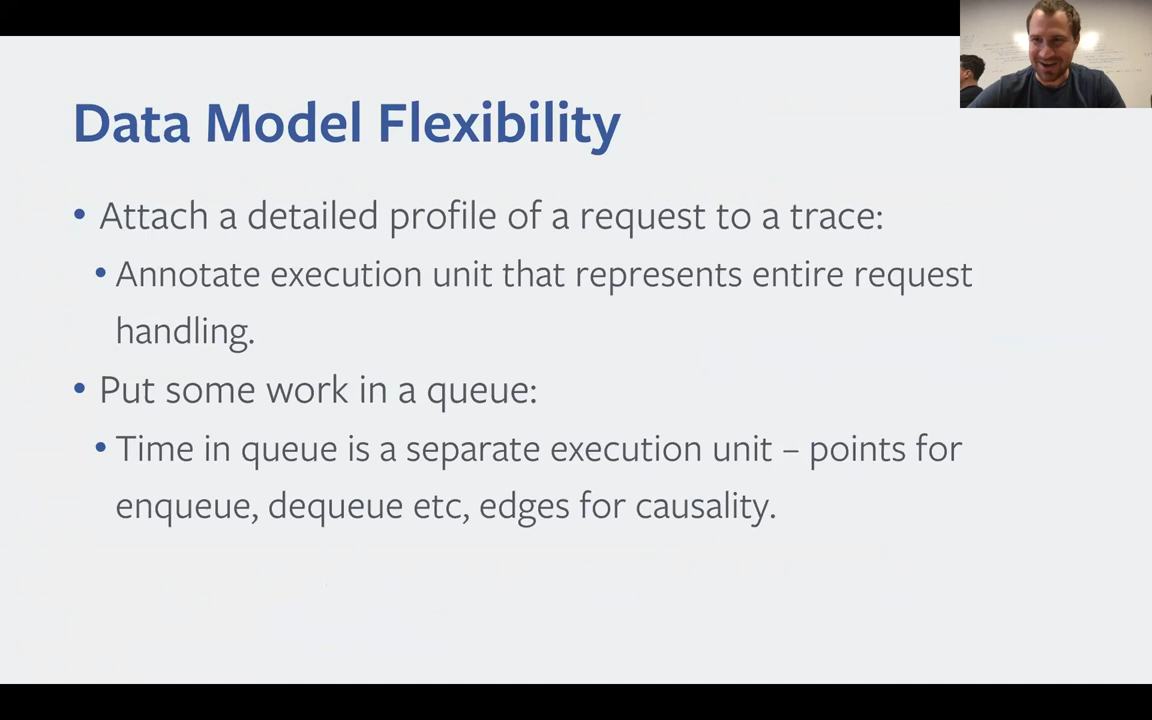 Data Model Flexibility
• Attach a detailed profile of a request to a trace:
• Annotate execution unit that represents entire request
handling.
• Put some work in a queue:
• Time in queue is a separate execution unit – points for
enqueue, dequeue etc, edges for causality.